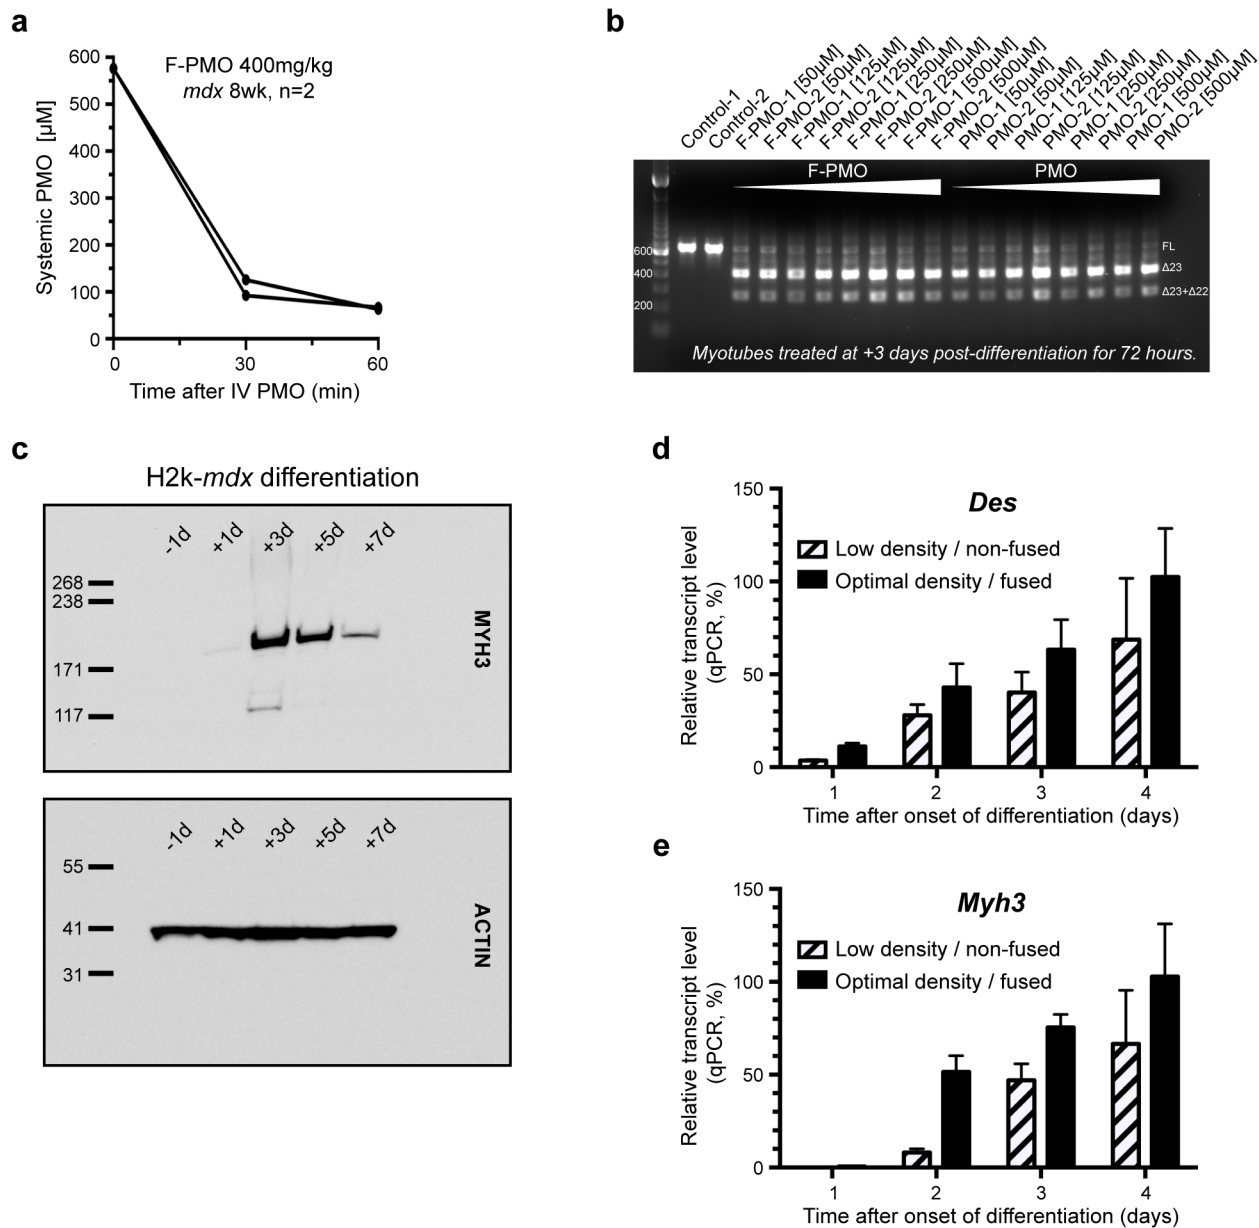 a
F-PMO 400mg/kg
mdx 8wk, n=2
Systemic PMO [µM]
600
500
400
300
200
100
0
0
30
60
Time after IV PMO (min)
b
Control-1
Control-2
F-PMO-1 [50µM]
F-PMO-2 [50µM]
F-PMO-1 [125µM]
F-PMO-2 [125µM]
F-PMO-1 [250µM]
F-PMO-2 [250µM]
F-PMO-1 [500µM]
F-PMO-2 [500µM]
PMO-1 [50µM]
PMO-2 [50µM]
PMO-1 [125µM]
PMO-2 [125µM]
PMO-1 [250µM]
PMO-2 [250µM]
PMO-1 [500µM]
PMO-2 [500µM]
F-PMO
PMO
600
400
200
FL
Δ23
Δ23+Δ22
Myotubes treated at +3 days post-differentiation for 72 hours.
c
H2k-mdx differentiation
-1d
+1d
+3d
+5d
+7d
268
238
171
117
MYH3
-1d
+1d
+3d
+5d
+7d
55
41
31
ACTIN
d
Des
Low density / non-fused
Optimal density / fused
Relative transcript level
(qPCR, %)
150
100
50
0
1
2
3
4
Time after onset of differentiation (days)
e
Myh3
Low density / non-fused
Optimal density / fused
Relative transcript level
(qPCR, %)
150
100
50
0
1
2
3
4
Time after onset of differentiation (days)